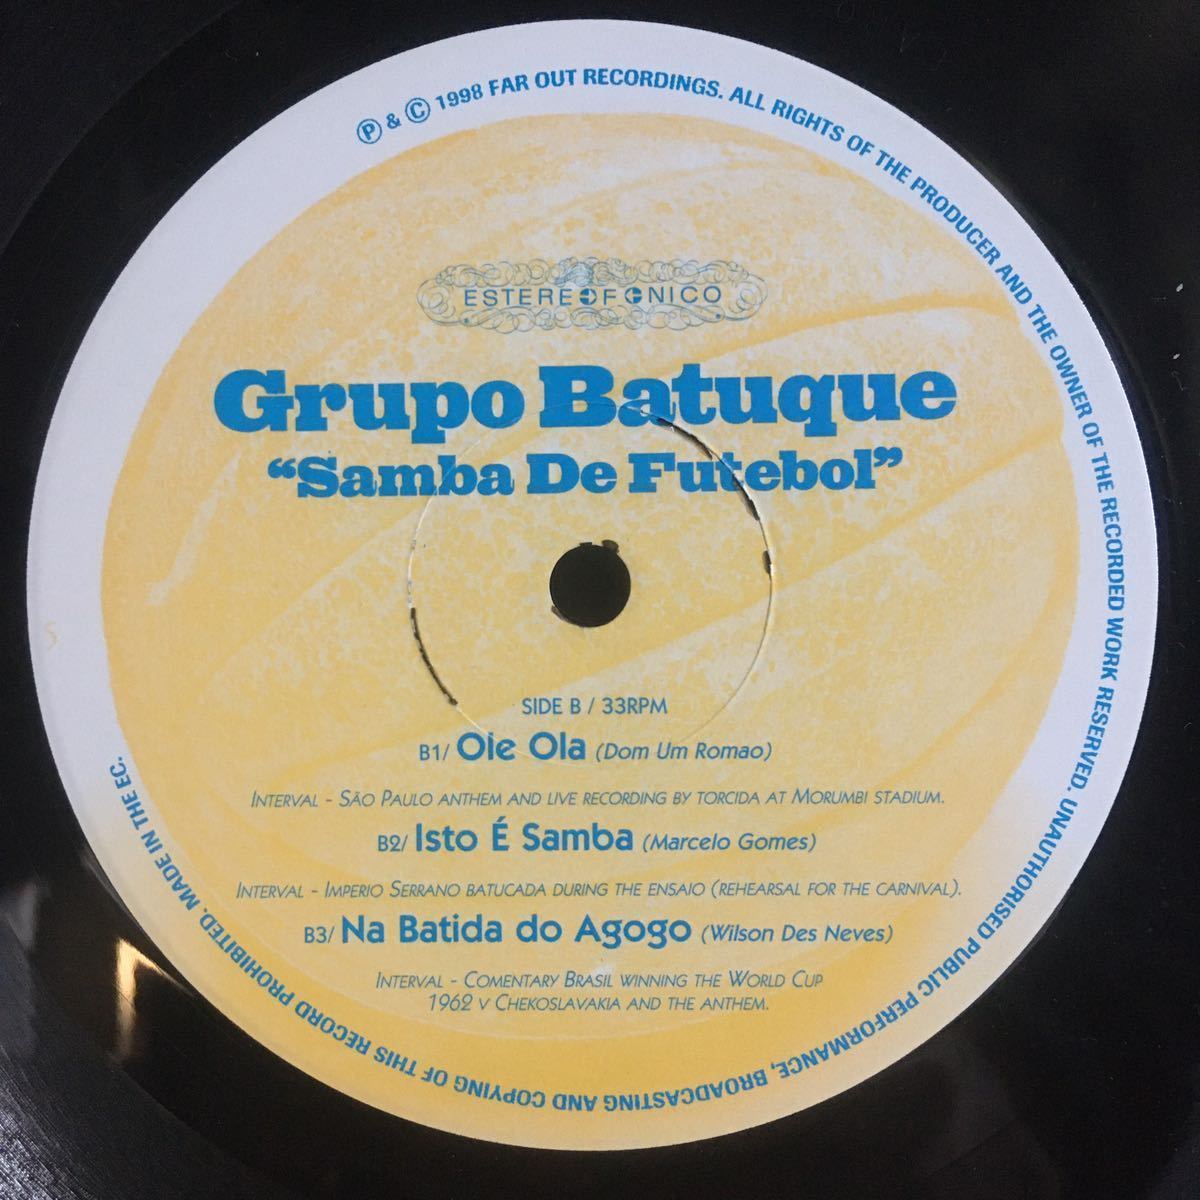 Ⓟ & © 1998 FAR OUT RECORDINGS. ALL RIGHTS OF THE PRODUCER AND THE OWNER OF THE RECORDED WORK RESERVED. UNAUTHORISED PUBLIC PERFORMANCE, BROADCASTING AND COPYING OF THIS RECORD PROHIBITED. MADE IN THE EC.
ESTEREOFONICO
Grupo Batuque
“Samba De Futebol”
SIDE B / 33RPM
B1/ Ole Ola (Dom Um Romao)
INTERVAL - SÃO PAULO ANTHEM AND LIVE RECORDING BY TORCIDA AT MORUMBI STADIUM.
B2/ Isto É Samba (Marcelo Gomes)
INTERVAL - IMPERIO SERRANO BATUCADA DURING THE ENSAIO (REHEARSAL FOR THE CARNIVAL).
B3/ Na Batida do Agogo (Wilson Des Neves)
INTERVAL - COMENTARY BRASIL WINNING THE WORLD CUP
1962 V CHEKOSLAVAKIA AND THE ANTHEM.